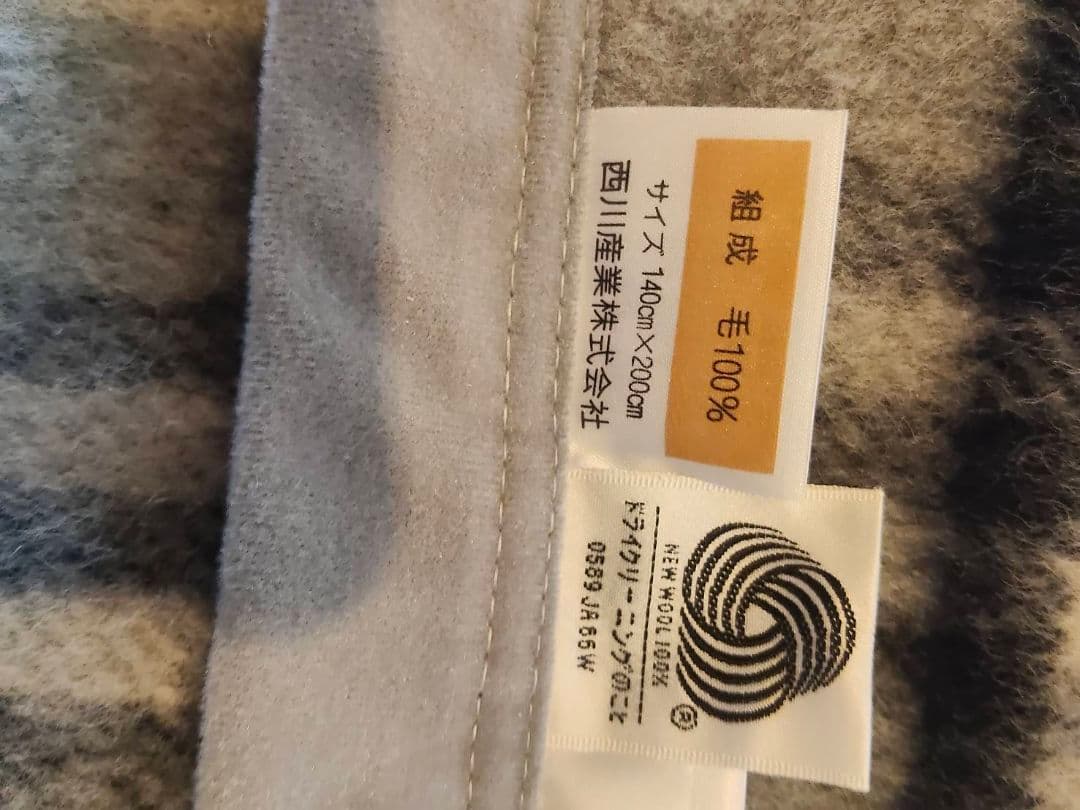 組成 毛100%
サイズ 140cm×200cm
西川産業株式会社
®
NEW WOOL 100%
ドライクリーニングのこと
0589 JA 66 W